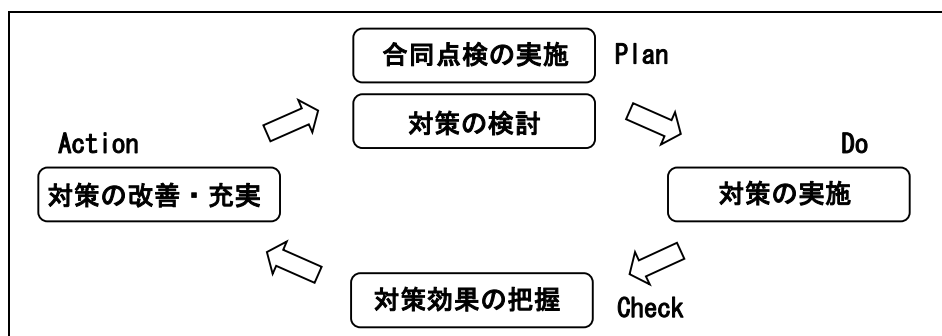 合同点検の実施 Plan
対策の検討
Action
Do
対策の改善・充実
対策の実施
対策効果の把握
Check